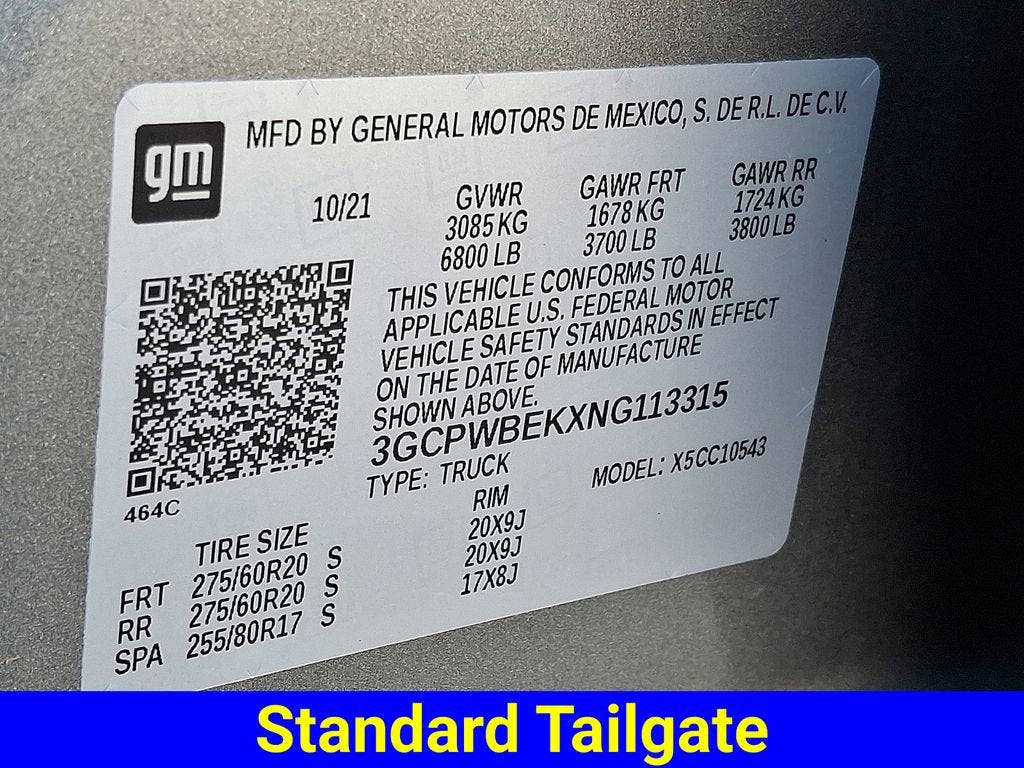 gm
MFD BY GENERAL MOTORS DE MEXICO, S. DE R.L. DE C.V.
10/21
GVWR GAWR FRT GAWR RR
3085 KG 1678 KG 1724 KG
6800 LB 3700 LB 3800 LB
THIS VEHICLE CONFORMS TO ALL
APPLICABLE U.S. FEDERAL MOTOR
VEHICLE SAFETY STANDARDS IN EFFECT
ON THE DATE OF MANUFACTURE
SHOWN ABOVE.
3GCPWBEKXNG113315
TYPE: TRUCK MODEL: X5CC10543
464C
TIRE SIZE RIM
FRT 275/60R20 S 20X9J
RR 275/60R20 S 20X9J
SPA 255/80R17 S 17X8J
Standard Tailgate